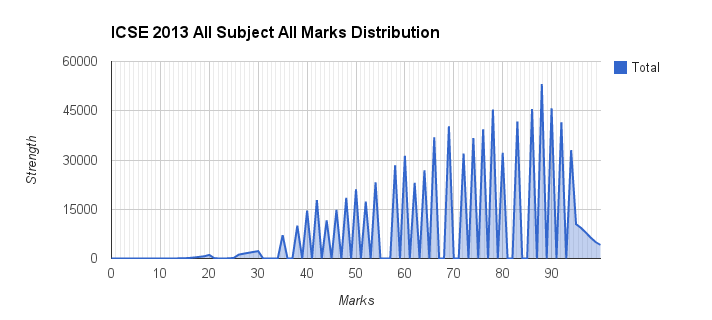 ICSE 2013 All Subject All Marks Distribution
60000
45000
30000
15000
0
Strength
Total
0 10 20 30 40 50 60 70 80 90
Marks